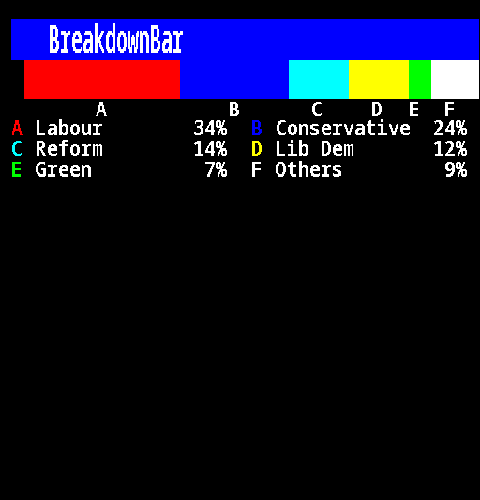 BreakdownBar
A B C D E F
A Labour 34% B Conservative 24%
C Reform 14% D Lib Dem 12%
E Green 7% F Others 9%